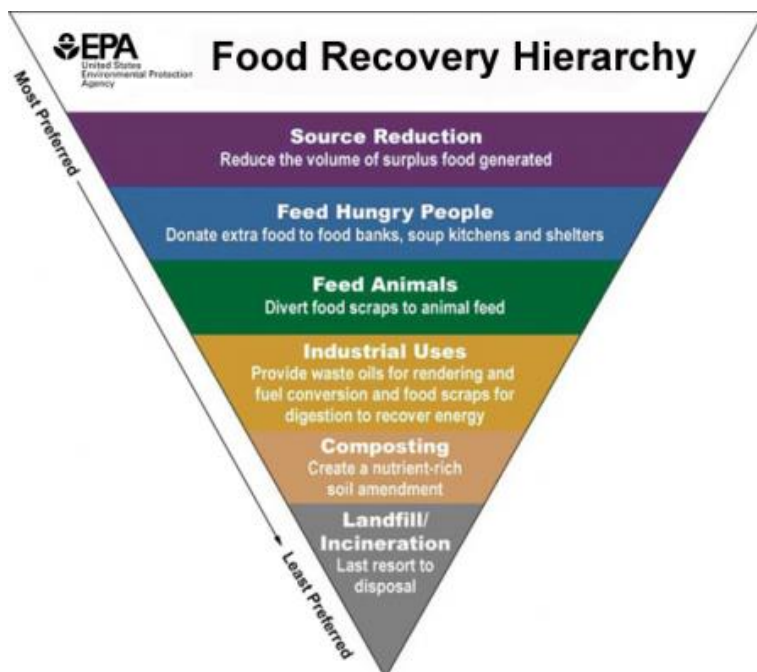 EPA
United States
Environmental Protection
Agency
Food Recovery Hierarchy
Most Preferred
Source Reduction
Reduce the volume of surplus food generated
Feed Hungry People
Donate extra food to food banks, soup kitchens and shelters
Feed Animals
Divert food scraps to animal feed
Industrial Uses
Provide waste oils for rendering and
fuel conversion and food scraps for
digestion to recover energy
Composting
Create a nutrient-rich
soil amendment
Landfill/
Incineration
Last resort to
disposal
Least Preferred